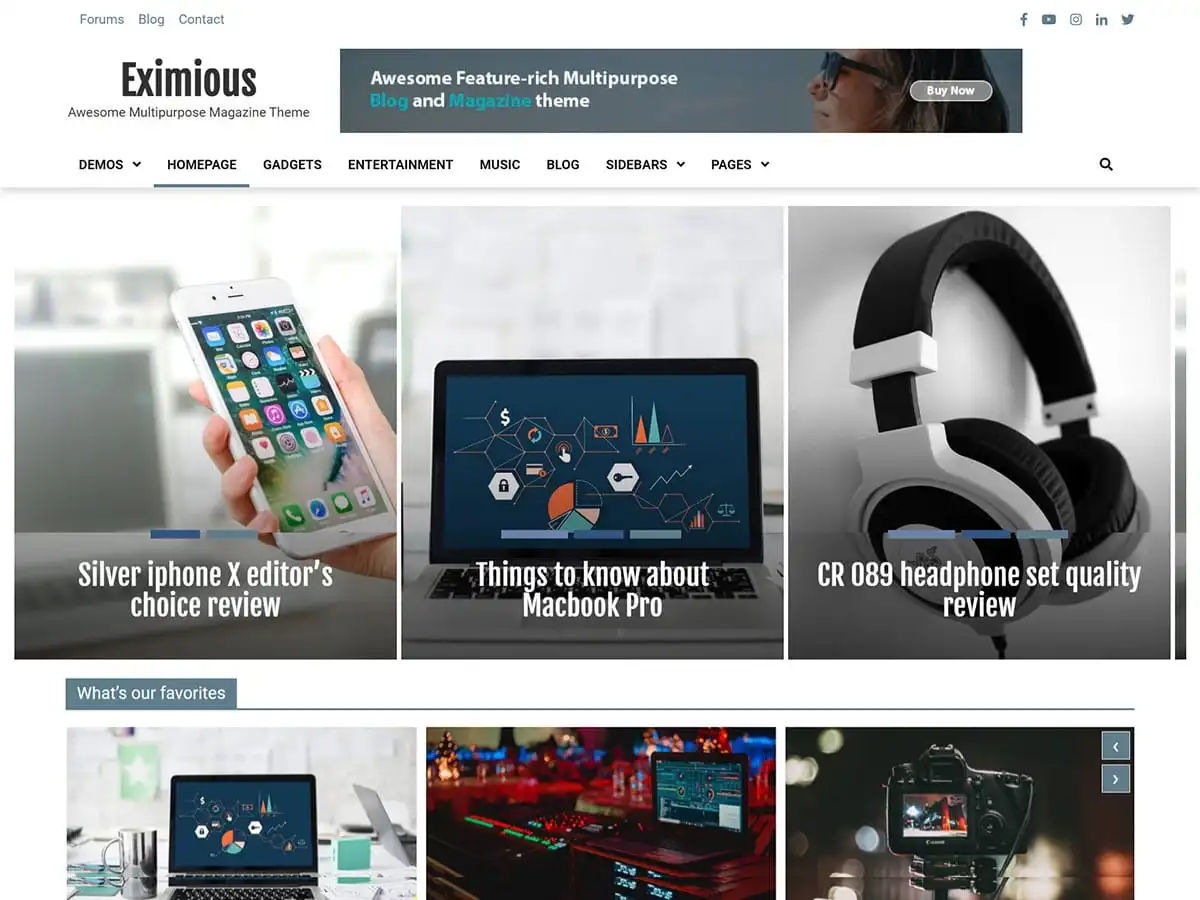 Forums Blog Contact
Eximious
Awesome Multipurpose Magazine Theme
Awesome Feature-rich Multipurpose
Blog and Magazine theme
Buy Now
DEMOS HOMEPAGE GADGETS ENTERTAINMENT MUSIC BLOG SIDEBARS PAGES
Silver iphone X editor's
choice review
Things to know about
Macbook Pro
CR 089 headphone set quality
review
What's our favorites
Canon